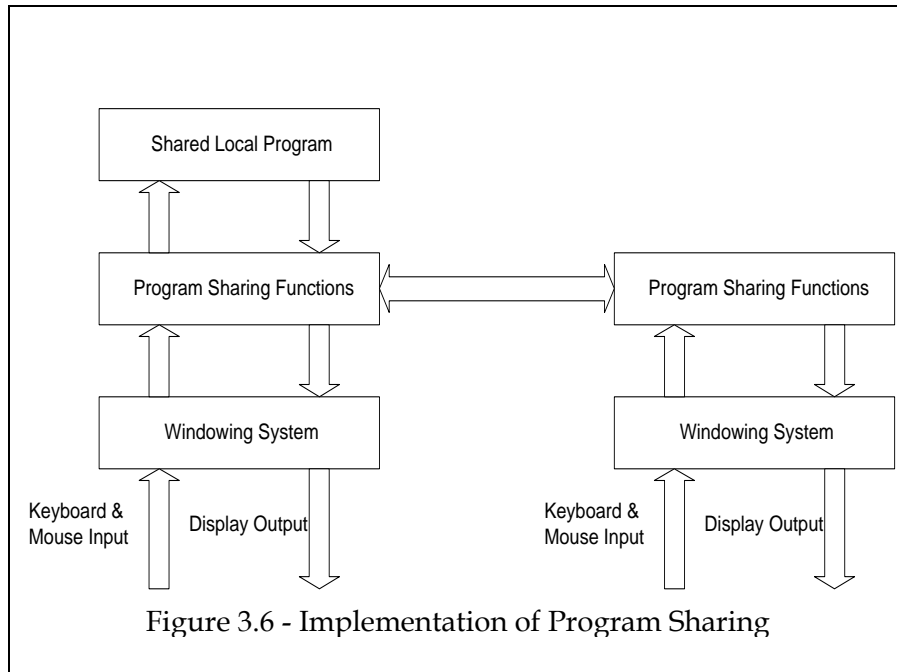 Shared Local Program
Program Sharing Functions
Program Sharing Functions
Windowing System
Windowing System
Keyboard &
Mouse Input
Display Output
Keyboard &
Mouse Input
Display Output
Figure 3.6 - Implementation of Program Sharing